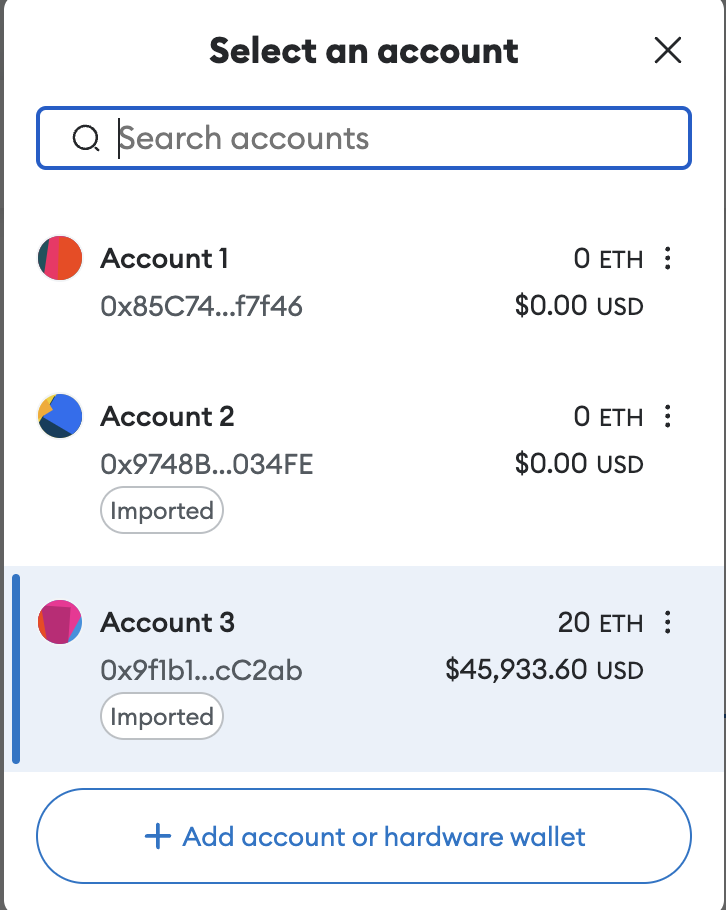 Select an account
Search accounts
Account 1 0 ETH
0x85C74...f7f46 $0.00 USD
Account 2 0 ETH
0x9748B...034FE $0.00 USD
Imported
Account 3 20 ETH
0x9f1b1...cC2ab $45,933.60 USD
Imported
+ Add account or hardware wallet